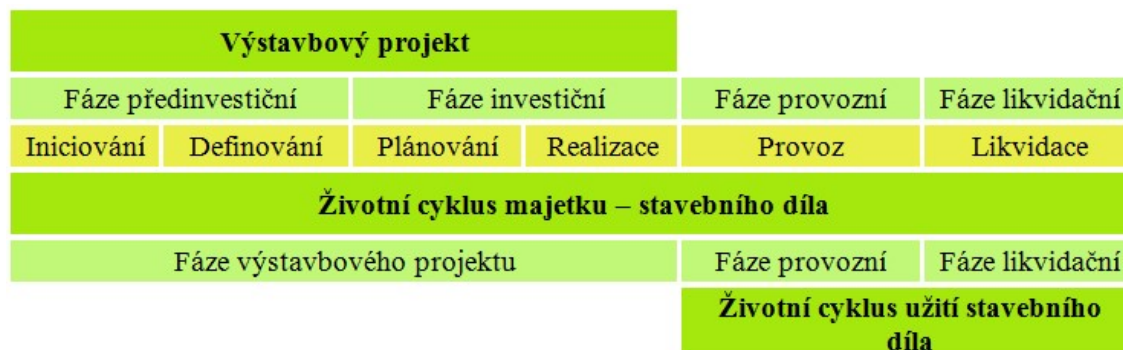 Výstavbový projekt
Fáze předinvestiční Fáze investiční Fáze provozní Fáze likvidační
Iniciování Definování Plánování Realizace Provoz Likvidace
Životní cyklus majetku – stavebního díla
Fáze výstavbového projektu Fáze provozní Fáze likvidační
Životní cyklus užití stavebního
díla